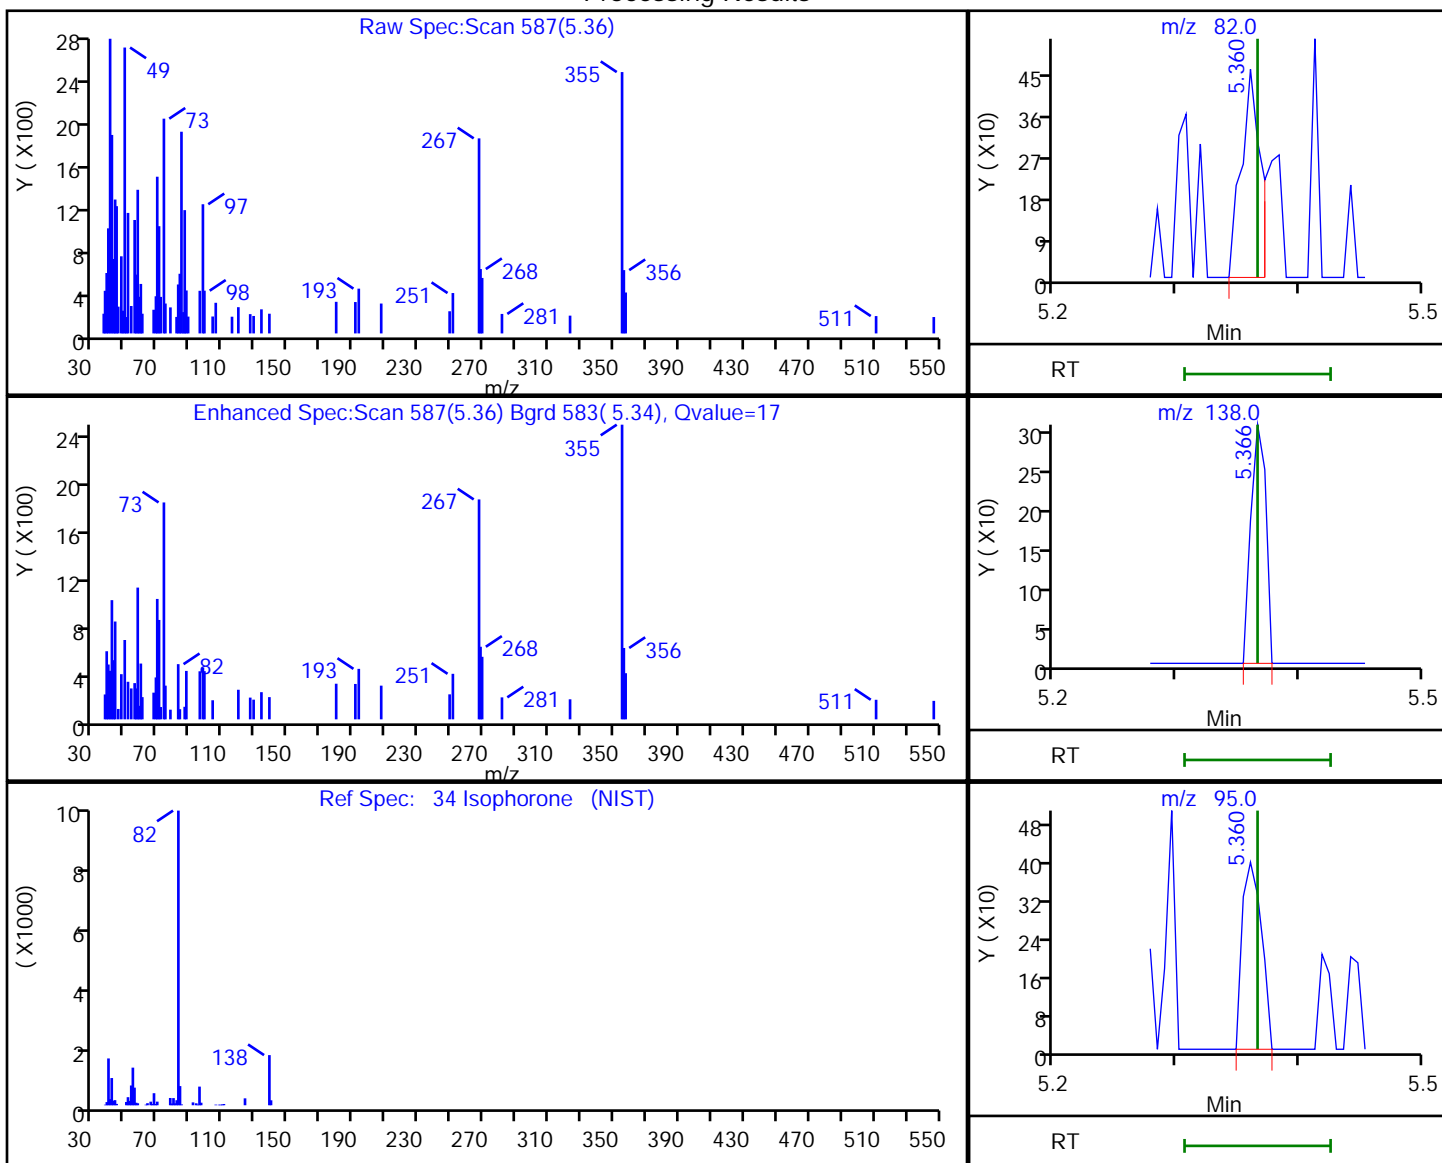 Processing Results
Raw Spec:Scan 587(5.36)
Y ( X100)
28
24
20
16
12
8
4
0
49
73
97
98
193
251
267
268
281
355
356
511
30 70 110 150 190 230 270 310 350 390 430 470 510 550
m/z
m/z 82.0
Y ( X10)
45
36
27
18
9
0
5.360
5.2 5.5
Min
RT
Enhanced Spec:Scan 587(5.36) Bgrd 583( 5.34), Qvalue=17
Y ( X100)
24
20
16
12
8
4
0
73
82
193
251
267
268
281
355
356
511
30 70 110 150 190 230 270 310 350 390 430 470 510 550
m/z
m/z 138.0
Y ( X10)
30
25
20
15
10
5
0
5.366
5.2 5.5
Min
RT
Ref Spec: 34 Isophorone (NIST)
( X1000)
10
8
6
4
2
0
82
138
30 70 110 150 190 230 270 310 350 390 430 470 510 550
m/z 95.0
Y ( X10)
48
40
32
24
16
8
0
5.360
5.2 5.5
Min
RT